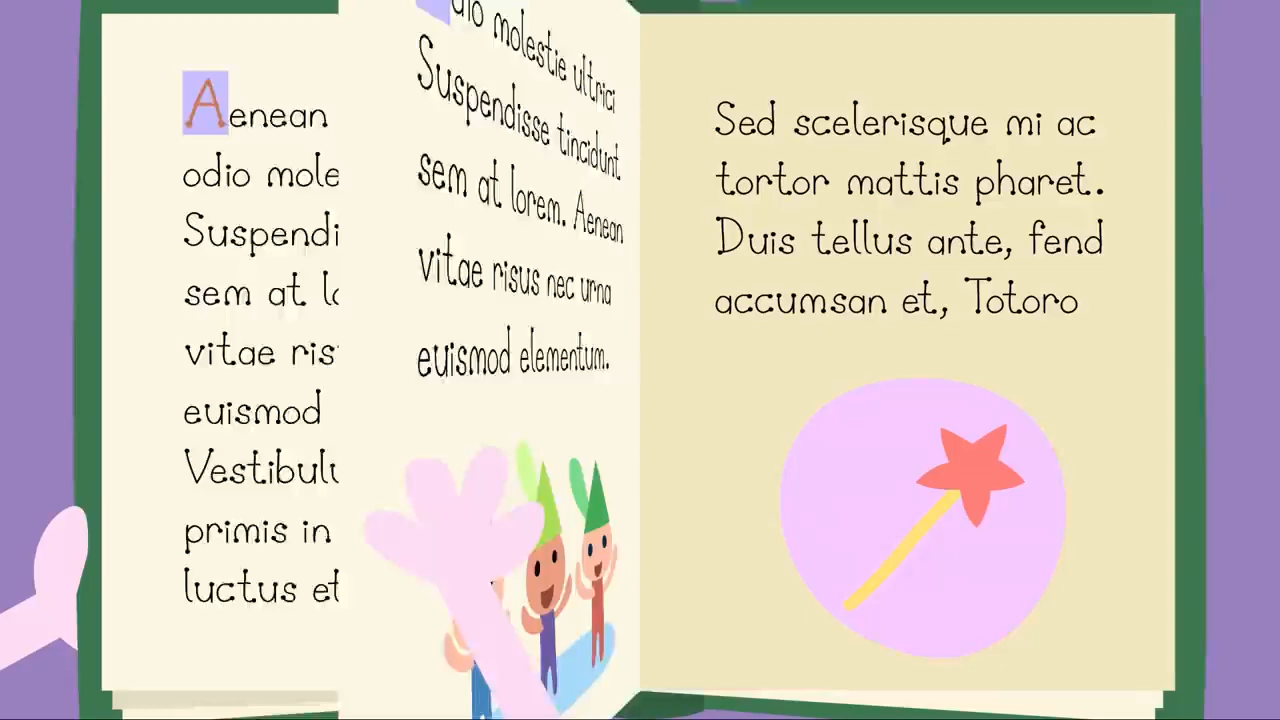 Aenean
odio mole
Suspendi
sem at lo
vitae ris
euismod
Vestibulu
primis in
luctus et
odio molestie ultrici
Suspendisse tincidunt
sem at lorem. Aenean
vitae risus nec urna
euismod elementum.
Sed scelerisque mi ac
tortor mattis pharet.
Duis tellus ante, fend
accumsan et, Totoro